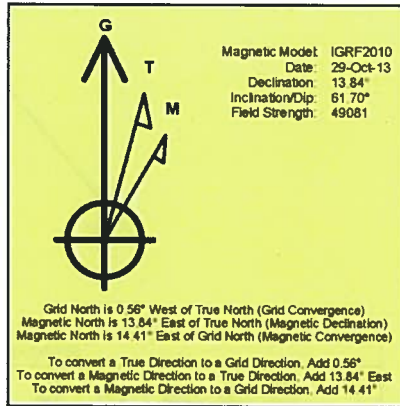 G
T
M
Magnetic Model: IGRF2010
Date: 29-Oct-13
Declination: 13.84°
Inclination/Dip: 61.70°
Field Strength: 49081
Grid North is 0.56° West of True North (Grid Convergence)
Magnetic North is 13.84° East of True North (Magnetic Declination)
Magnetic North is 14.41° East of Grid North (Magnetic Convergence)
To convert a True Direction to a Grid Direction, Add 0.56°
To convert a Magnetic Direction to a True Direction, Add 13.84° East
To convert a Magnetic Direction to a Grid Direction, Add 14.41°